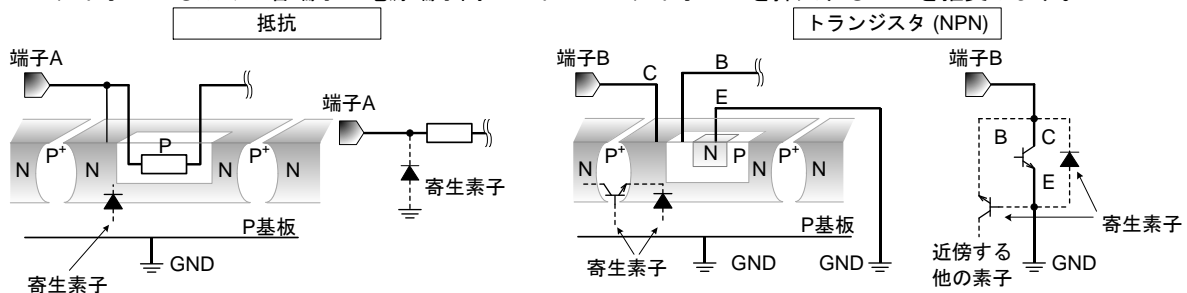 抵抗
トランジスタ (NPN)
端子A
端子A
N
P+
N
P
N
P+
N
寄生素子
P基板
寄生素子
GND
端子B
C
B
E
N
P+
N
P
P+
N
N
P基板
寄生素子
GND
GND
端子B
B
C
E
寄生素子
近傍する
他の素子
GND